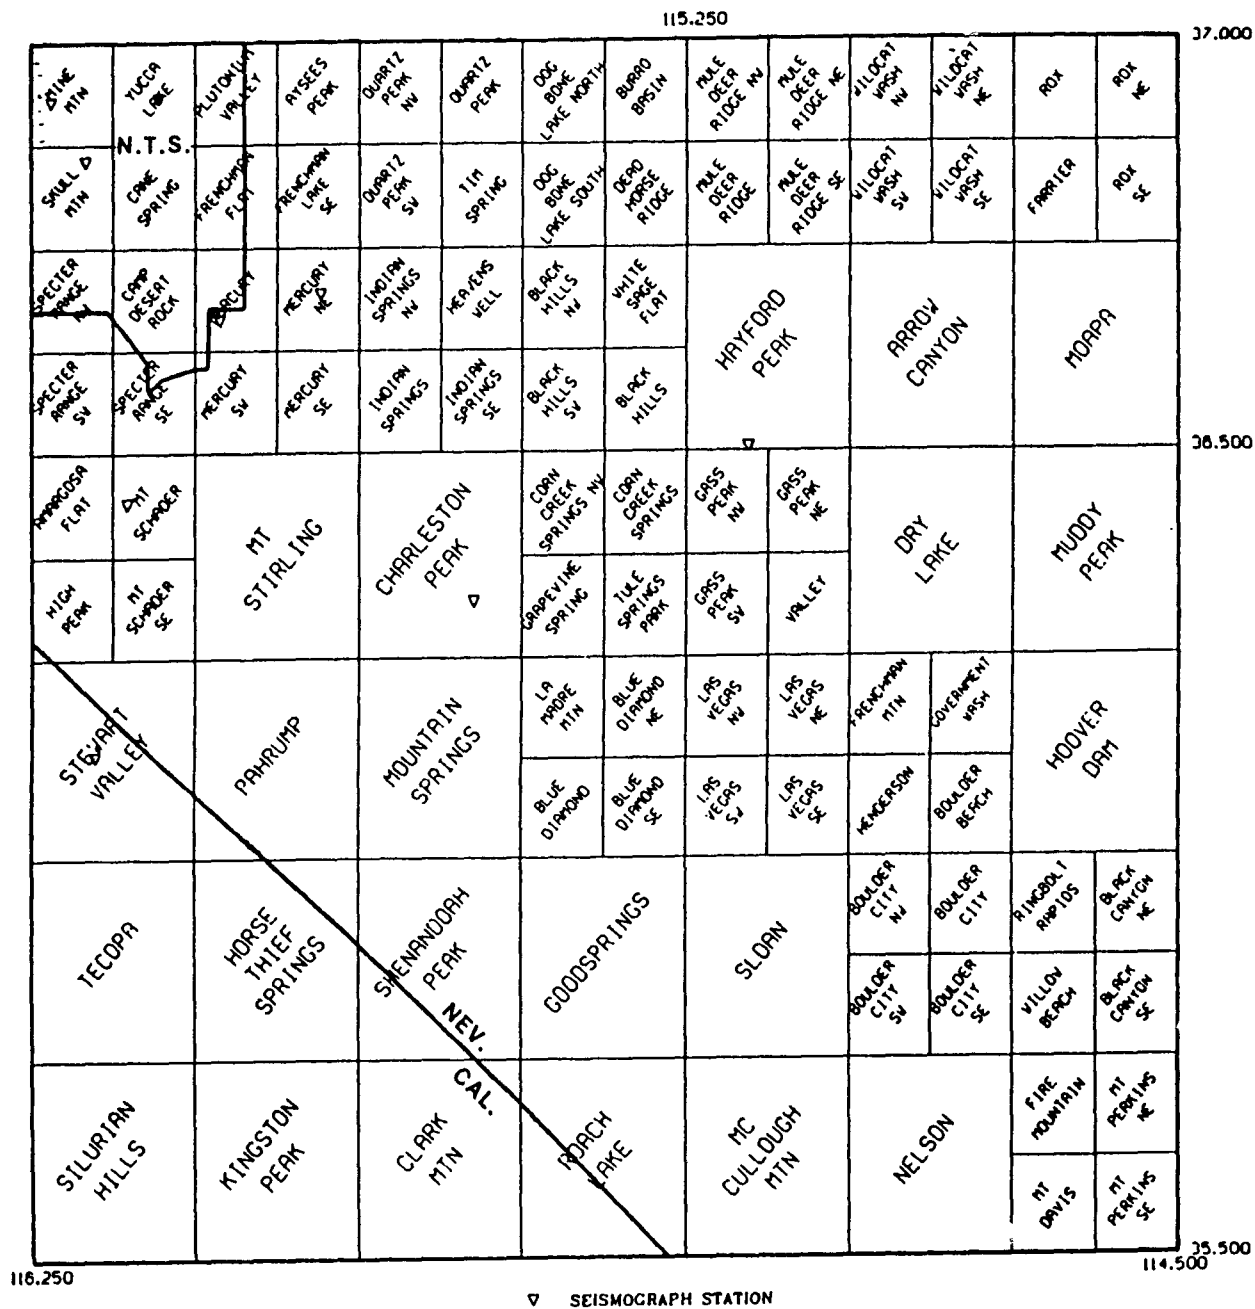 115.250
37.000
MINE
MTN
YUCCA
LAKE
PLUTONIUM
VALLEY
AYSEES
PEAK
QUARTZ
PEAK
NW
QUARTZ
PEAK
DOG
BONE
LAKE NORTH
BURRO
BASIN
MULE
DEER
RIDGE NW
MULE
DEER
RIDGE NE
WILDCAT
WASH
NW
WILDCAT
WASH
NE
ROX
ROX
NE
N.T.S.
SKULL
MTN
CANE
SPRING
FRENCHMAN
FLAT
FRENCHMAN
LAKE
SE
QUARTZ
PEAK
SW
TIM
SPRING
DOG
BONE
LAKE SOUTH
DEAD
HORSE
RIDGE
MULE
DEER
RIDGE
MULE
DEER
RIDGE SE
WILDCAT
WASH
SW
WILDCAT
WASH
SE
FARRIER
ROX
SE
SPECTER
RANGE
NW
CAMP
DESERT
ROCK
MERCURY
MERCURY
NE
INDIAN
SPRINGS
NW
HEAVENS
WELL
BLACK
HILLS
NW
WHITE
SAGE
FLAT
HAYFORD
PEAK
ARROW
CANYON
MOAPA
SPECTER
RANGE
SW
SPECTER
RANGE
SE
MERCURY
SW
MERCURY
SE
INDIAN
SPRINGS
INDIAN
SPRINGS
SE
BLACK
HILLS
SW
BLACK
HILLS
36.500
AMARGOSA
FLAT
MT
SCHADER
MT
STIRLING
CHARLESTON
PEAK
CORN
CREEK
SPRINGS NW
CORN
CREEK
SPRINGS
GASS
PEAK
NW
GASS
PEAK
NE
DRY
LAKE
MUDDY
PEAK
HIGH
PEAK
MT
SCHADER
SE
GRAPEVINE
SPRING
TULE
SPRINGS
PARK
GASS
PEAK
SW
VALLEY
STEWART
VALLEY
PAHRUMP
MOUNTAIN
SPRINGS
LA
MADRE
MTN
BLUE
DIAMOND
NE
LAS
VEGAS
NW
LAS
VEGAS
NE
FRENCHMAN
MTN
GOVERNMENT
WASH
HOOVER
DAM
BLUE
DIAMOND
BLUE
DIAMOND
SE
LAS
VEGAS
SW
LAS
VEGAS
SE
HENDERSON
BOULDER
BEACH
TECOPA
HORSE
THIEF
SPRINGS
SHENANDOAH
PEAK
GOODSPRINGS
SLOAN
BOULDER
CITY
NW
BOULDER
CITY
RINGBOLT
RAPIDS
BLACK
CANYON
NE
BOULDER
CITY
SW
BOULDER
CITY
SE
WILLOW
BEACH
BLACK
CANYON
SE
NEV.
CAL.
SILURIAN
HILLS
KINGSTON
PEAK
CLARK
MTN
ROACH
LAKE
MC
CULLOUGH
MTN
NELSON
FIRE
MOUNTAIN
MT
PERKINS
NE
MT
DAVIS
MT
PERKINS
SE
35.500
116.250
114.500
SEISMOGRAPH STATION